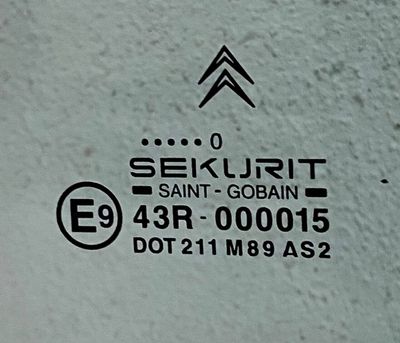 ••••• 0
SEKURIT
SAINT - GOBAIN
E9 43R - 000015
DOT 211 M89 AS2